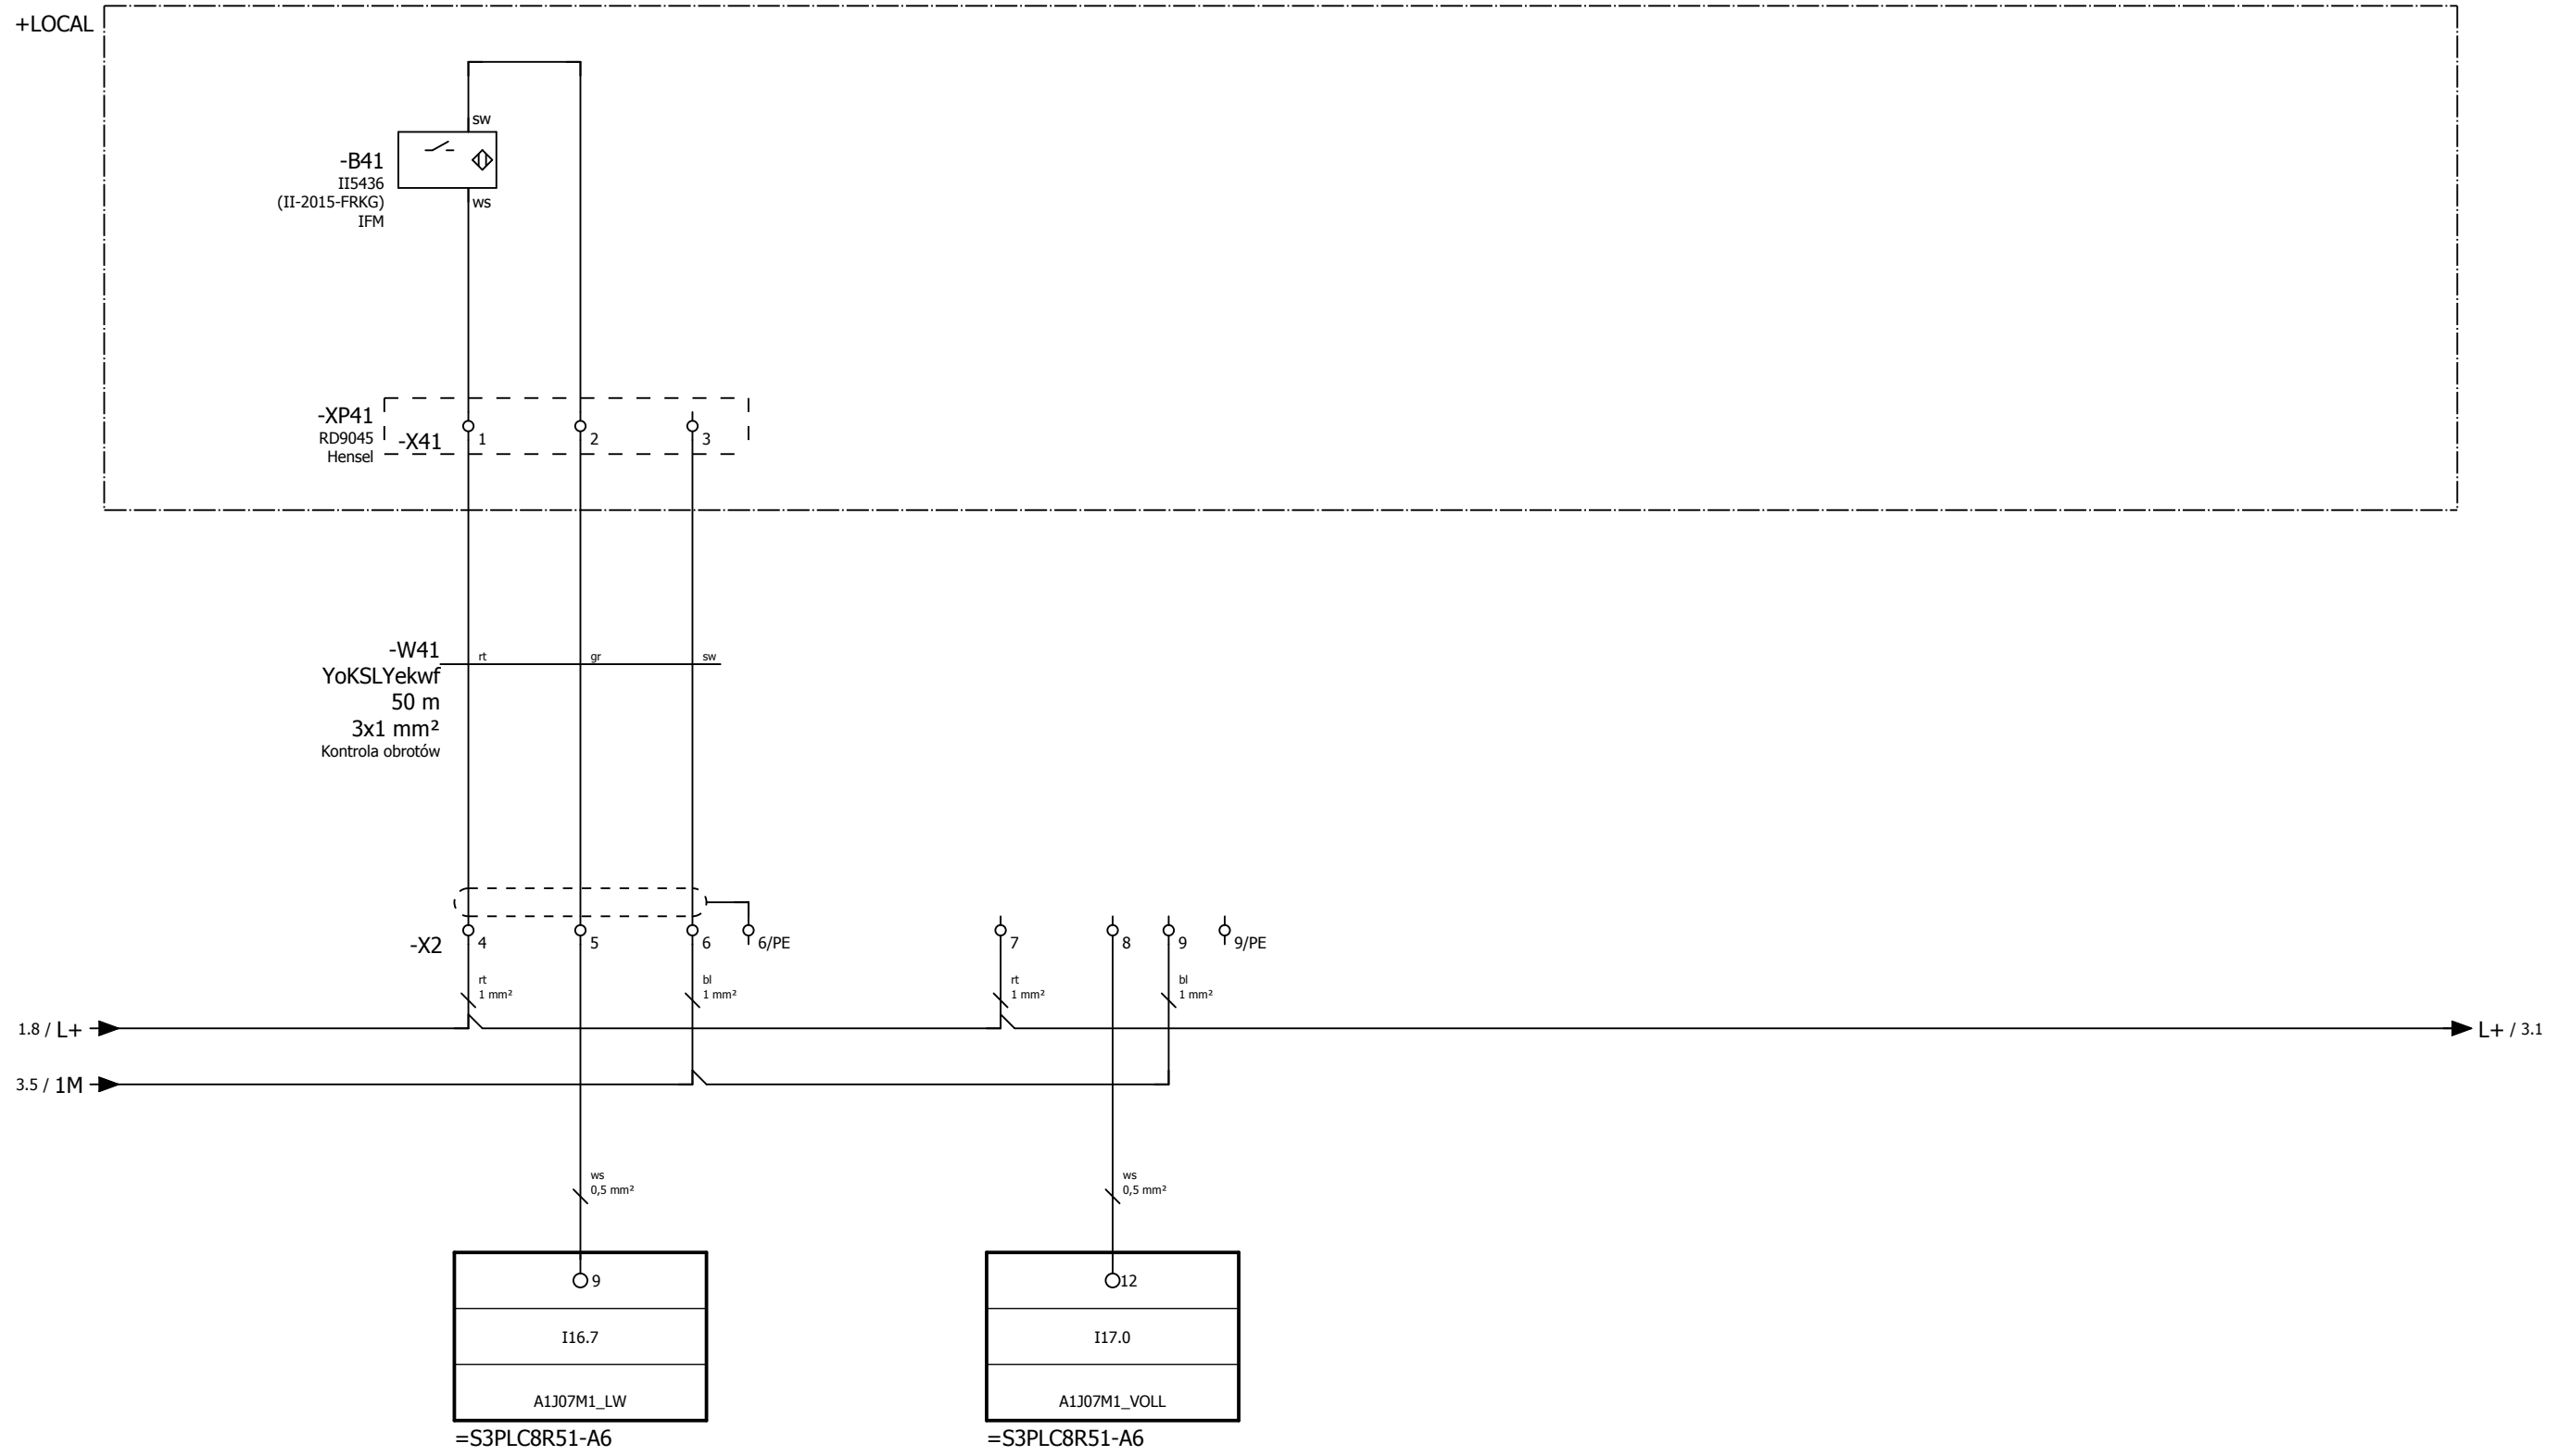 +LOCAL
sw
-B41
II5436
(II-2015-FRKG)
IFM
ws
-XP41
RD9045
Hensel
-X41
1
2
3
-W41
YoKSLYekwf
50 m
3x1 mm²
Kontrola obrotów
rt
gr
sw
-X2
4
5
6
6/PE
7
8
9
9/PE
rt
1 mm²
bl
1 mm²
rt
1 mm²
bl
1 mm²
1.8 / L+
L+ / 3.1
3.5 / 1M
ws
0,5 mm²
ws
0,5 mm²
9
12
I16.7
I17.0
A1J07M1_LW
A1J07M1_VOLL
=S3PLC8R51-A6
=S3PLC8R51-A6